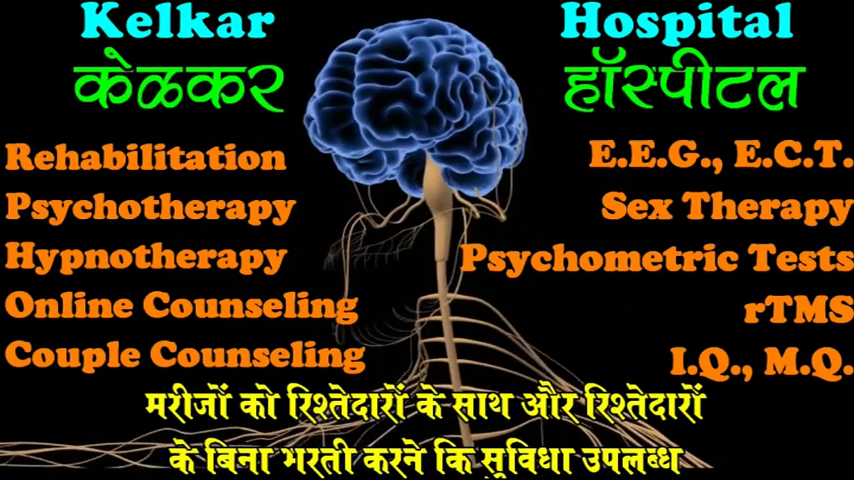 Kelkar Hospital
केळकर हॉस्पीटल
Rehabilitation
Psychotherapy
Hypnotherapy
Online Counseling
Couple Counseling
E.E.G., E.C.T.
Sex Therapy
Psychometric Tests
rTMS
I.Q., M.Q.
मरीजों को रिश्तेदारों के साथ और रिश्तेदारों
के बिना भरती करने कि सुविधा उपलब्ध